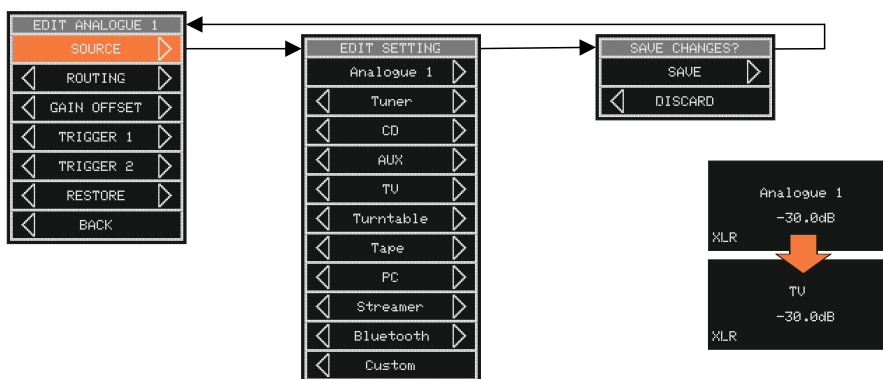 EDIT ANALOGUE 1
SOURCE
ROUTING
GAIN OFFSET
TRIGGER 1
TRIGGER 2
RESTORE
BACK
EDIT SETTING
Analogue 1
Tuner
CD
AUX
TV
Turntable
Tape
PC
Streamer
Bluetooth
Custom
SAVE CHANGES?
SAVE
DISCARD
Analogue 1
-30.0dB
XLR
TV
-30.0dB
XLR